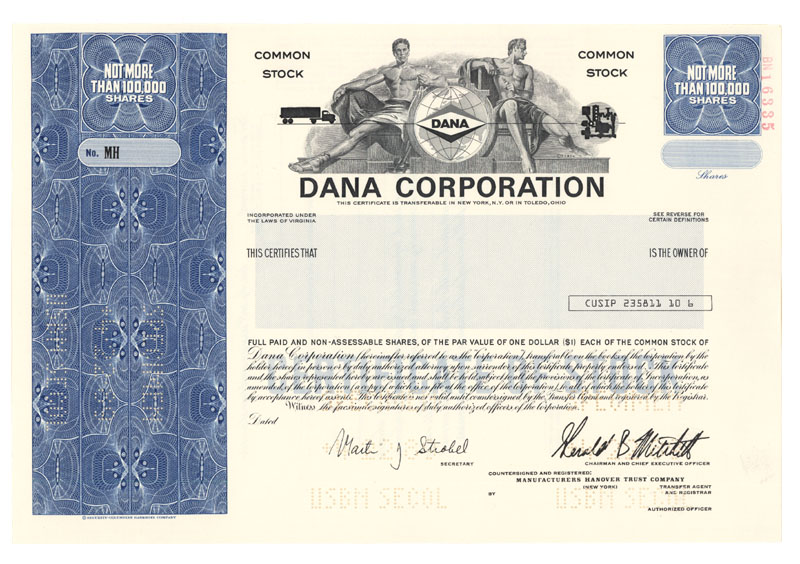 COMMON
STOCK
COMMON
STOCK
NOT MORE
THAN 100,000
SHARES
NOT MORE
THAN 100,000
SHARES
BK16335
No. MH
DANA
Shares
DANA CORPORATION
THIS CERTIFICATE IS TRANSFERABLE IN NEW YORK, N.Y. OR IN TOLEDO, OHIO
INCORPORATED UNDER
THE LAWS OF VIRGINIA
SEE REVERSE FOR
CERTAIN DEFINITIONS
THIS CERTIFIES THAT
IS THE OWNER OF
CUSIP 235811 10 6
FULL PAID AND NON-ASSESSABLE SHARES, OF THE PAR VALUE OF ONE DOLLAR ($1) EACH OF THE COMMON STOCK OF
Dana Corporation (hereinafter referred to as the Corporation), transferable on the books of the Corporation by the
holder hereof in person or by duly authorized attorney upon surrender of this Certificate properly endorsed. This Certificate
and the shares represented hereby are issued and shall be held subject to all the provisions of the Certificate of Incorporation, as
amended, of the Corporation (a copy of which is on file at the office of the Corporation), to all of which the holder of this Certificate
by acceptance hereof assents. This Certificate is not valid until countersigned by the Transfer Agent and registered by the Registrar.
Witness the facsimile signatures of duly authorized officers of the Corporation.
Dated
Martin J Strobel
Gerald B Mitchell
SECRETARY
CHAIRMAN AND CHIEF EXECUTIVE OFFICER
COUNTERSIGNED AND REGISTERED:
MANUFACTURERS HANOVER TRUST COMPANY
(NEW YORK)
TRANSFER AGENT
AND REGISTRAR
BY
AUTHORIZED OFFICER
USBN SECOL
USBN SECOL